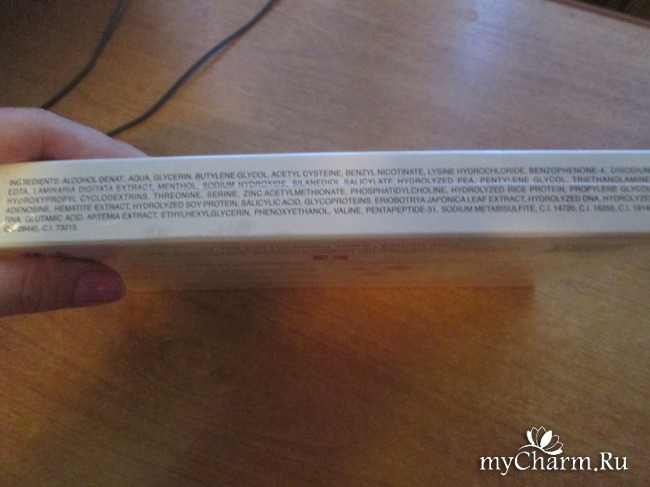 INGREDIENTS: ALCOHOL DENAT., AQUA, GLYCERIN, BUTYLENE GLYCOL, ACETYL CYSTEINE, BENZYL NICOTINATE, LYSINE HYDROCHLORIDE, BENZOPHENONE-4, DISODIUM
EDTA, LAMINARIA DIGITATA EXTRACT, MENTHOL, SODIUM HYDROXIDE, SILANEDIOL SALICYLATE, HYDROLYZED PEA, PENTYLENE GLYCOL, TRIETHANOLAMINE
HYDROXYPROPYL CYCLODEXTRINS, THREONINE, SERINE, ZINC ACETYLMETHIONATE, PHOSPHATIDYLCHOLINE, HYDROLYZED RICE PROTEIN, PROPYLENE GLYCO
ADENOSINE, HEMATITE EXTRACT, HYDROLYZED SOY PROTEIN, SALICYLIC ACID, GLYCOPROTEINS, ERIOBOTRYA JAPONICA LEAF EXTRACT, HYDROLYZED DNA, HYDROLYZE
RNA, GLUTAMIC ACID, ARTEMIA EXTRACT, ETHYLHEXYLGLYCERIN, PHENOXYETHANOL, VALINE, PENTAPEPTIDE-31, SODIUM METABISULFITE, C.I. 14720, C.I. 16255, C.I. 
C.I. 28440, C.I. 73015.
myCharm.Ru